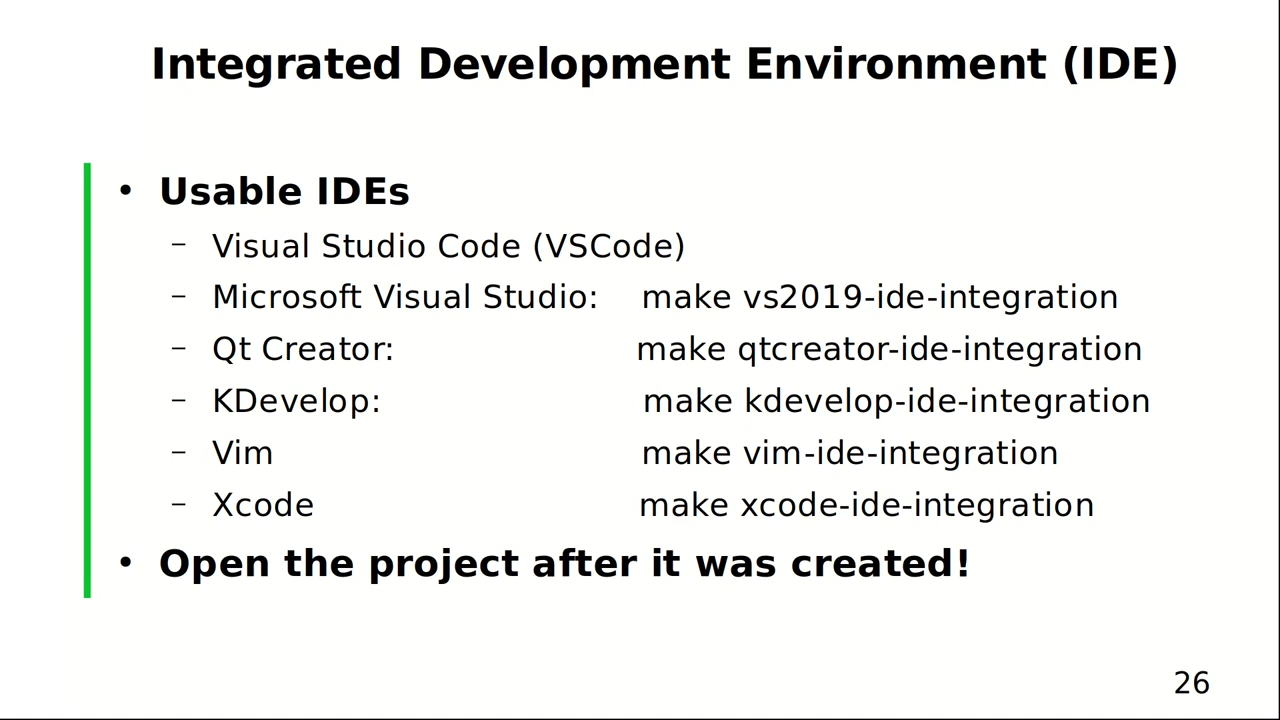 Integrated Development Environment (IDE)
• Usable IDEs
– Visual Studio Code (VSCode)
– Microsoft Visual Studio: make vs2019-ide-integration
– Qt Creator: make qtcreator-ide-integration
– KDevelop: make kdevelop-ide-integration
– Vim make vim-ide-integration
– Xcode make xcode-ide-integration
• Open the project after it was created!
26